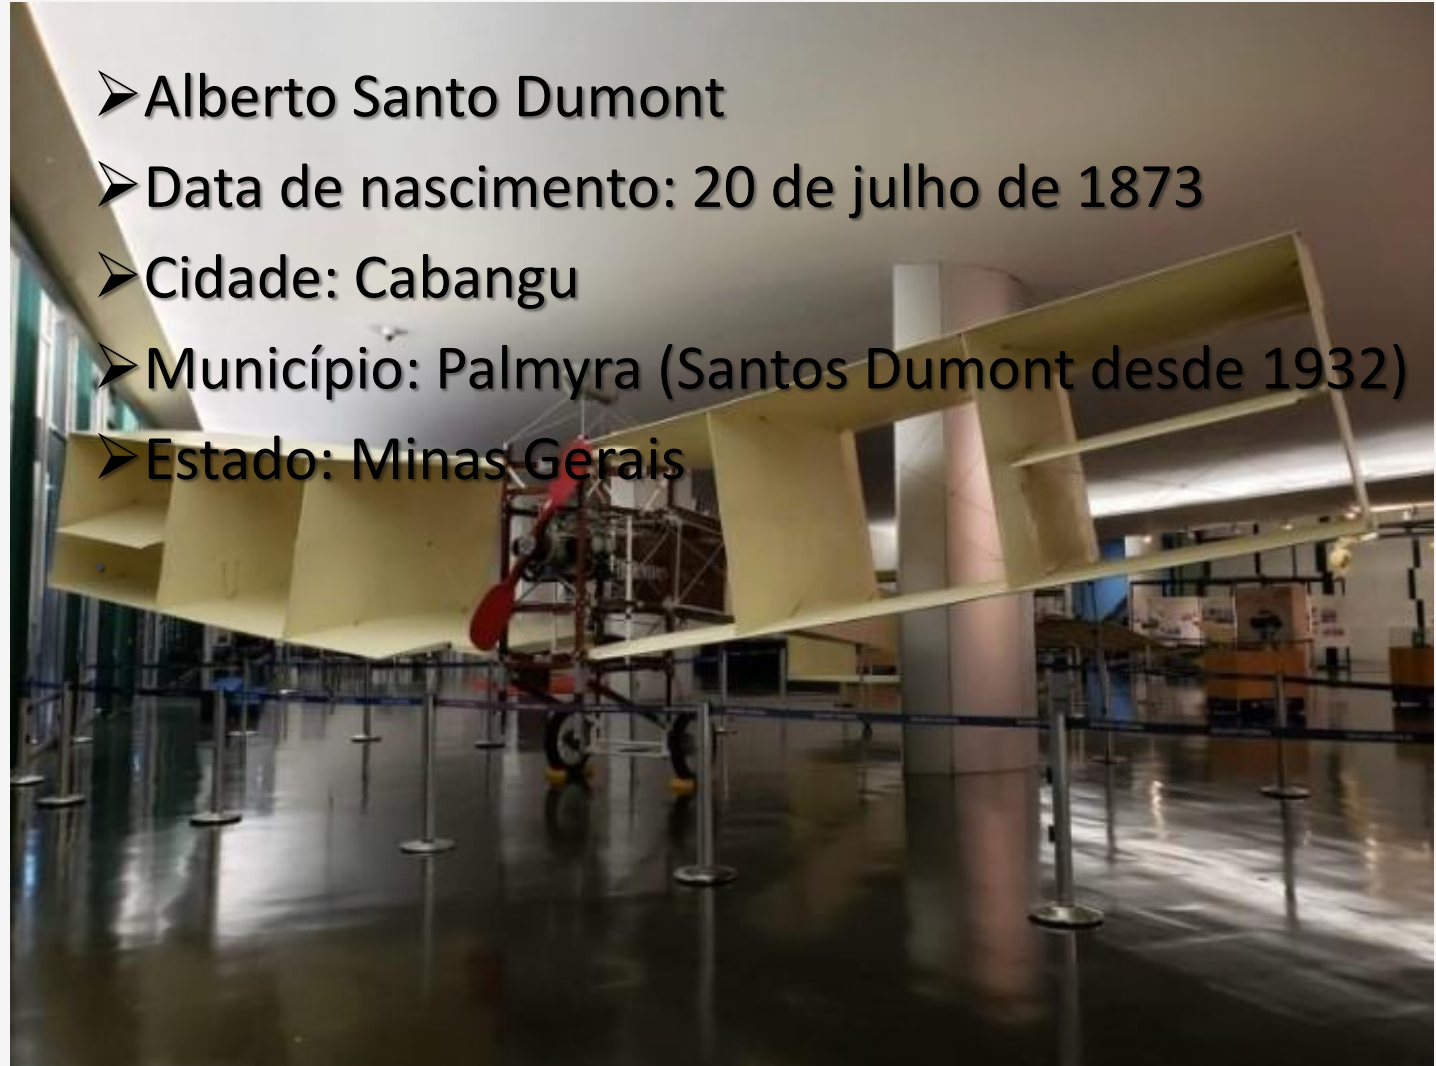 ➢Alberto Santo Dumont
➢Data de nascimento: 20 de julho de 1873
➢Cidade: Cabangu
➢Município: Palmyra (Santos Dumont desde 1932)
➢Estado: Minas Gerais